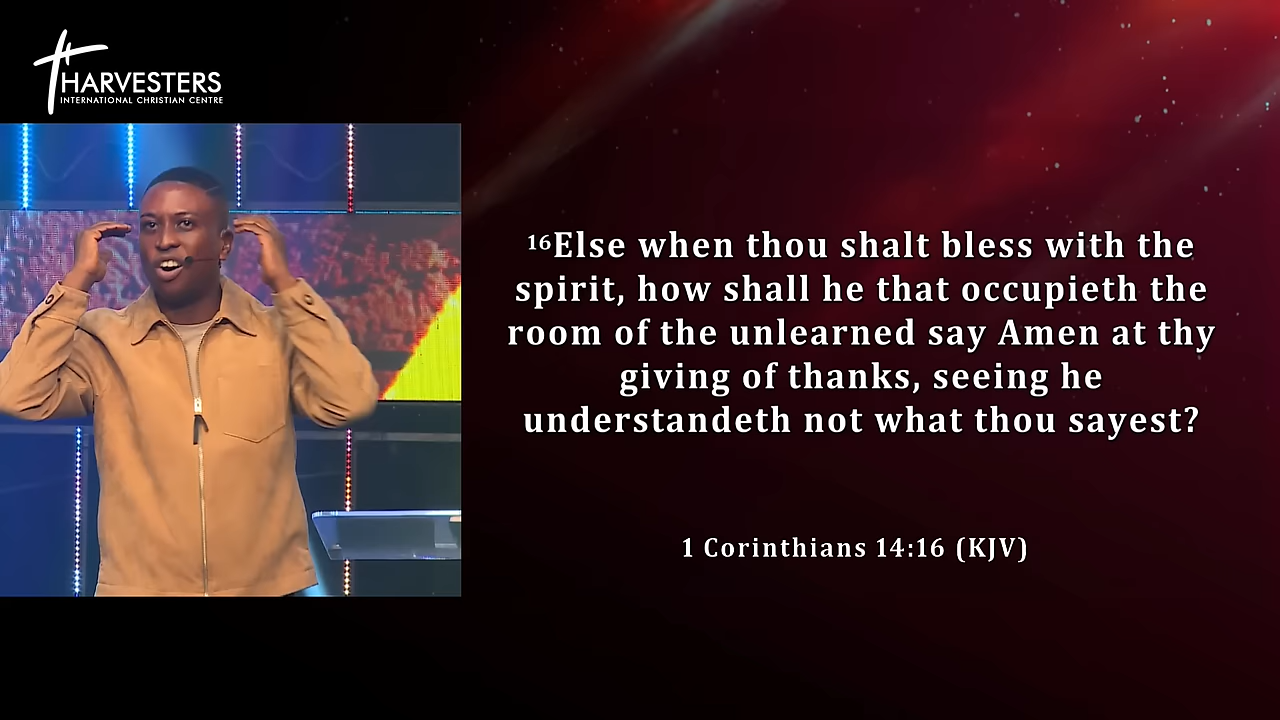 HARVESTERS
INTERNATIONAL CHRISTIAN CENTRE
¹⁶Else when thou shalt bless with the
spirit, how shall he that occupieth the
room of the unlearned say Amen at thy
giving of thanks, seeing he
understandeth not what thou sayest?
1 Corinthians 14:16 (KJV)